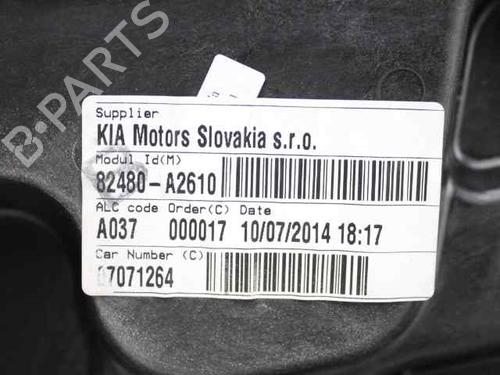 B-PARTS
Supplier
KIA Motors Slovakia s.r.o.
Modul Id(M)
82480-A2610
ALC code Order(C) Date
A037 000017 10/07/2014 18:17
Car Number (C)
07071264